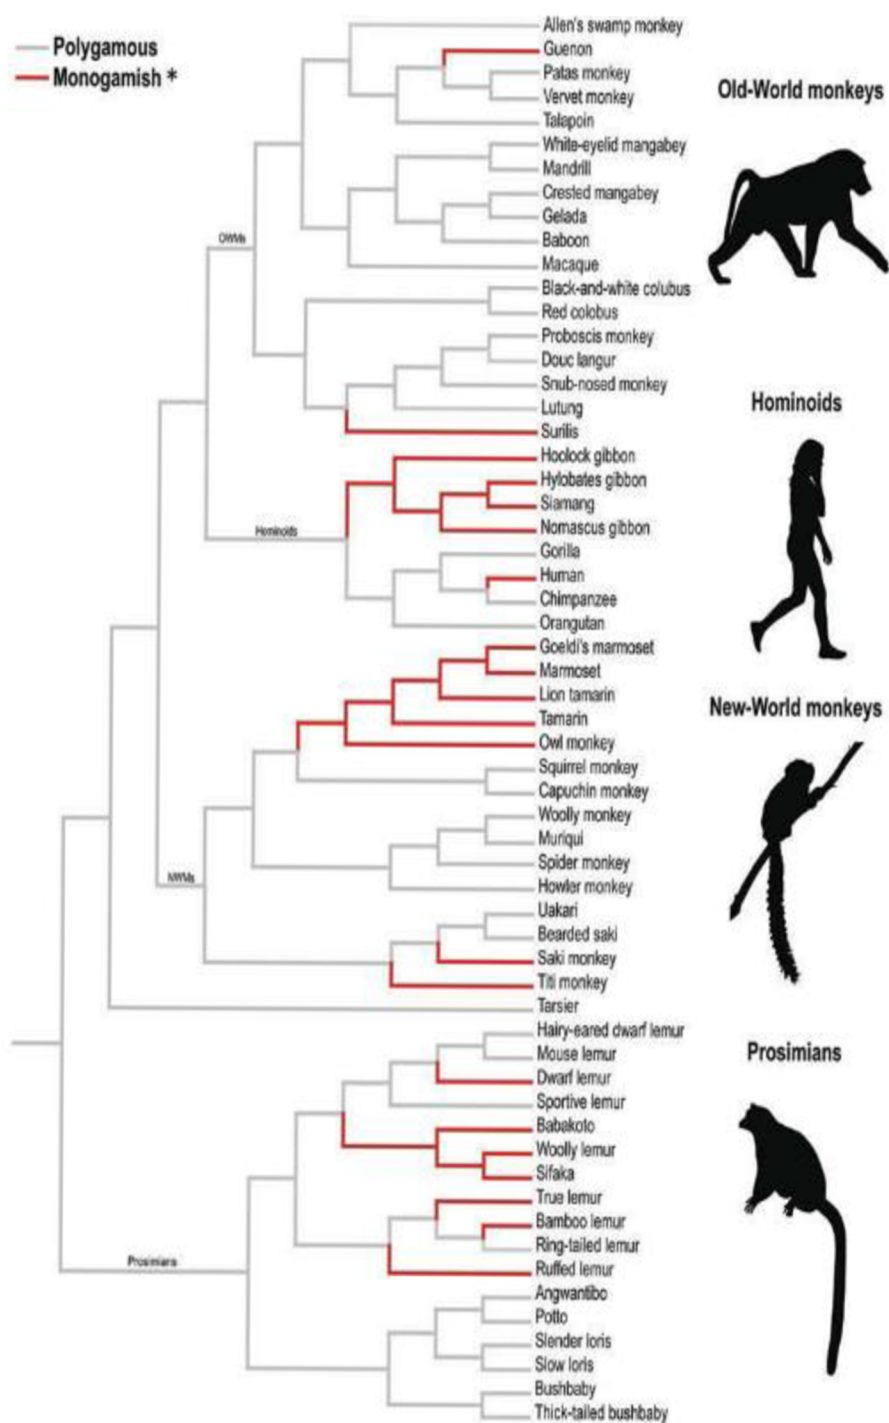 Polygamous
Monogamish *
Allen's swamp monkey
Guenon
Patas monkey
Vervet monkey
Talapoin
White-eyelid mangabey
Mandrill
Crested mangabey
Gelada
Baboon
Macaque
Black-and-white colubus
Red colobus
Proboscis monkey
Douc langur
Snub-nosed monkey
Lutung
Surilis
Hoolock gibbon
Hylobates gibbon
Siamang
Nomascus gibbon
Gorilla
Human
Chimpanzee
Orangutan
Goeldi's marmoset
Marmoset
Lion tamarin
Tamarin
Owl monkey
Squirrel monkey
Capuchin monkey
Woolly monkey
Muriqui
Spider monkey
Howler monkey
Uakari
Bearded saki
Saki monkey
Titi monkey
Tarsier
Hairy-eared dwarf lemur
Mouse lemur
Dwarf lemur
Sportive lemur
Babakoto
Woolly lemur
Sifaka
True lemur
Bamboo lemur
Ring-tailed lemur
Ruffed lemur
Angwantibo
Potto
Slender loris
Slow loris
Bushbaby
Thick-tailed bushbaby
OWMs
Hominoids
NWMs
Prosimians
Old-World monkeys
Hominoids
New-World monkeys
Prosimians